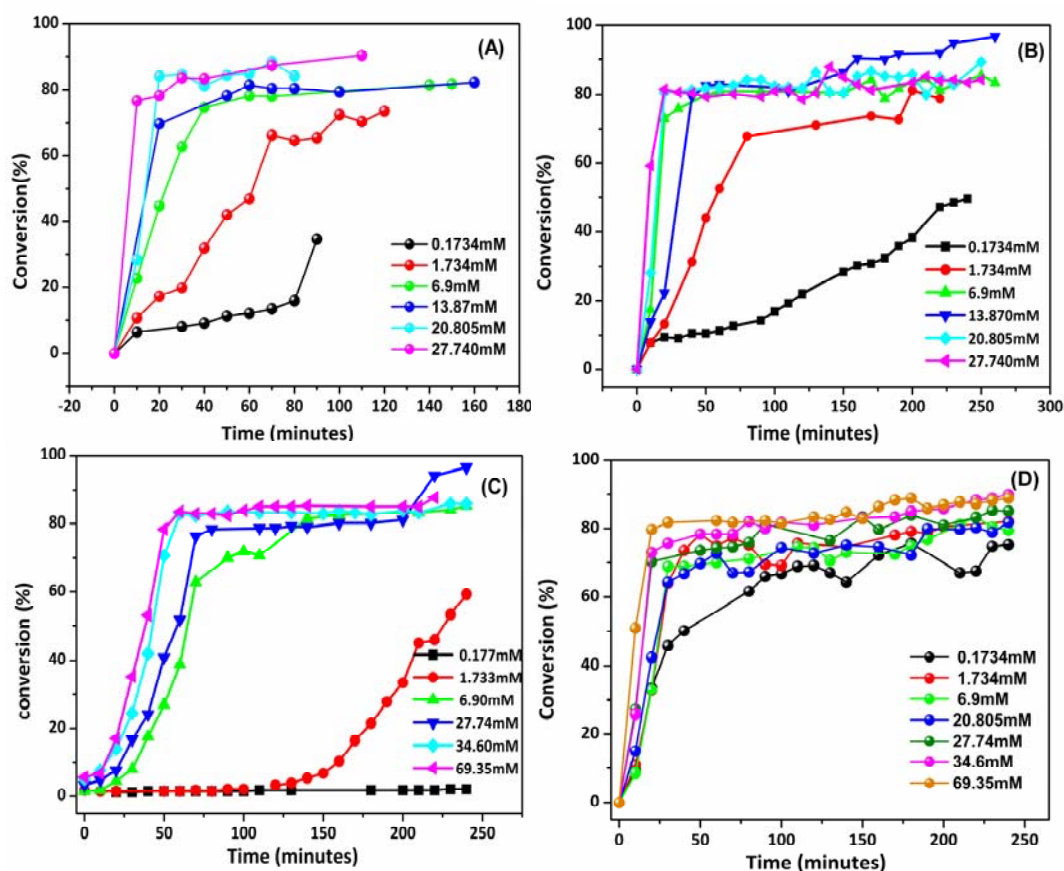 (A)
Conversion(%)
100
80
60
40
20
0
0.1734mM
1.734mM
6.9mM
13.87mM
20.805mM
27.740mM
-20 0 20 40 60 80 100 120 140 160 180
Time (minutes)
(B)
Conversion(%)
100
80
60
40
20
0
0.1734mM
1.734mM
6.9mM
13.870mM
20.805mM
27.740mM
0 50 100 150 200 250 300
Time (minutes)
(C)
conversion (%)
100
80
60
40
20
0
0.177mM
1.733mM
6.90mM
27.74mM
34.60mM
69.35mM
0 50 100 150 200 250
Time (minutes)
(D)
Conversion (%)
100
80
60
40
20
0
0.1734mM
1.734mM
6.9mM
20.805mM
27.74mM
34.6mM
69.35mM
0 50 100 150 200 250
Time (minutes)